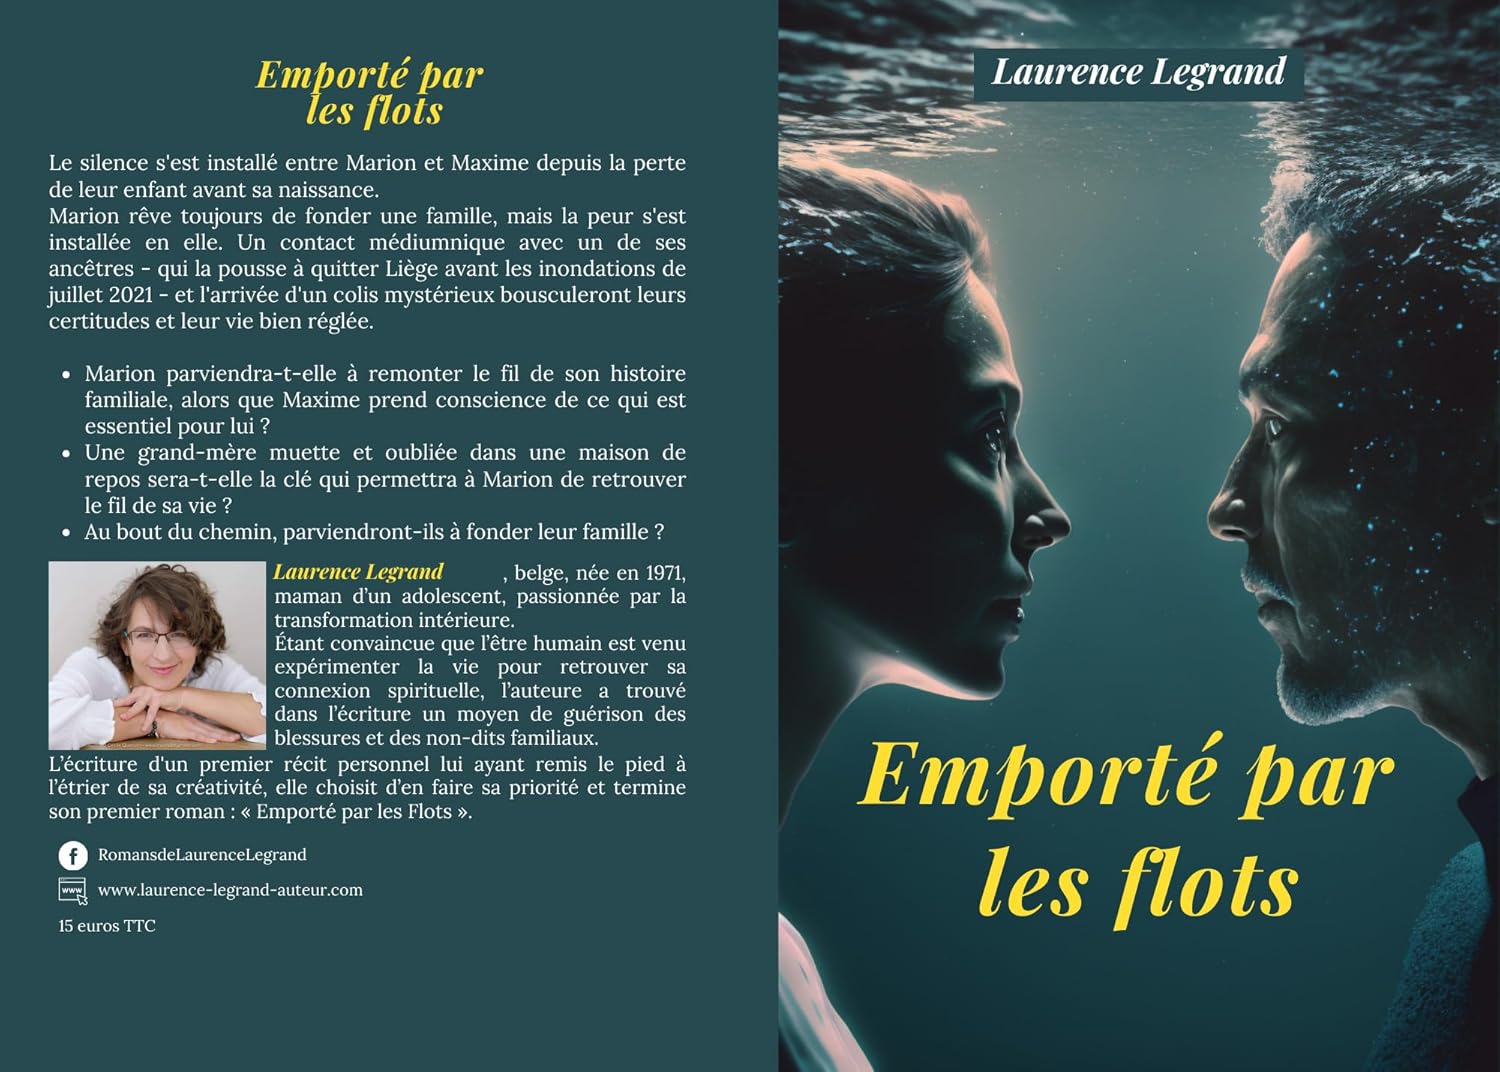 Emporté par
les flots
Le silence s'est installé entre Marion et Maxime depuis la perte
de leur enfant avant sa naissance.
Marion rêve toujours de fonder une famille, mais la peur s'est
installée en elle. Un contact médiumnique avec un de ses
ancêtres - qui la pousse à quitter Liège avant les inondations de
juillet 2021 - et l'arrivée d'un colis mystérieux bousculeront leurs
certitudes et leur vie bien réglée.
• Marion parviendra-t-elle à remonter le fil de son histoire
familiale, alors que Maxime prend conscience de ce qui est
essentiel pour lui ?
• Une grand-mère muette et oubliée dans une maison de
repos sera-t-elle la clé qui permettra à Marion de retrouver
le fil de sa vie ?
• Au bout du chemin, parviendront-ils à fonder leur famille ?
Laurence Legrand , belge, née en 1971,
maman d’un adolescent, passionnée par la
transformation intérieure.
Étant convaincue que l’être humain est venu
expérimenter la vie pour retrouver sa
connexion spirituelle, l’auteure a trouvé
dans l’écriture un moyen de guérison des
blessures et des non-dits familiaux.
L’écriture d'un premier récit personnel lui ayant remis le pied à
l’étrier de sa créativité, elle choisit d’en faire sa priorité et termine
son premier roman : « Emporté par les Flots ».
f RomansdeLaurenceLegrand
www www.laurence-legrand-auteur.com
15 euros TTC
Laurence Legrand
Emporté par
les flots